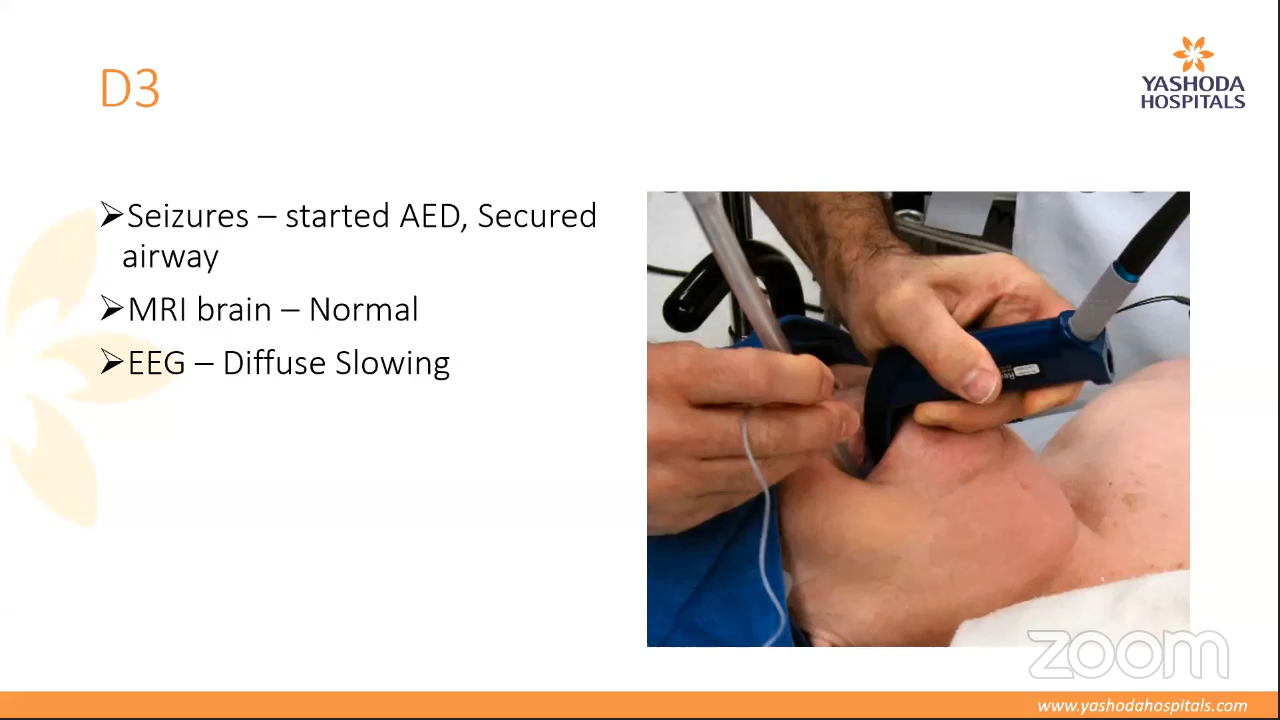 D3
YASHODA
HOSPITALS
➢Seizures – started AED, Secured
airway
➢MRI brain – Normal
➢EEG – Diffuse Slowing
zoom
www.yashodahospitals.com